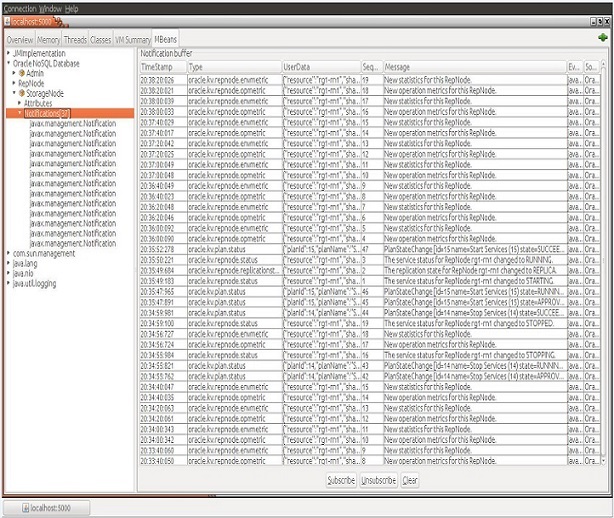 Connection Window Help
localhost:5000
Overview Memory Threads Classes VM Summary MBeans
JMImplementation
Oracle NoSQL Database
Admin
RepNode
StorageNode
Attributes
Notifications[37]
javax.management.Notification
javax.management.Notification
javax.management.Notification
javax.management.Notification
javax.management.Notification
javax.management.Notification
javax.management.Notification
javax.management.Notification
javax.management.Notification
javax.management.Notification
javax.management.Notification
javax.management.Notification
javax.management.Notification
com.sun.management
java.lang
java.nio
java.util.logging
Notification buffer
TimeStamp Type UserData Seq... Message Ev... So...
20:38:20:026 oracle.kv.repnode.envmetric {"resource":"rg1-rn1","sha... 19 New statistics for this RepNode. java... Ora...
20:38:20:021 oracle.kv.repnode.opmetric {"resource":"rg1-rn1","sha... 18 New operation metrics for this RepNode. java... Ora...
20:38:00:039 oracle.kv.repnode.envmetric {"resource":"rg1-rn1","sha... 17 New statistics for this RepNode. java... Ora...
20:38:00:033 oracle.kv.repnode.opmetric {"resource":"rg1-rn1","sha... 16 New operation metrics for this RepNode. java... Ora...
20:37:40:029 oracle.kv.repnode.envmetric {"resource":"rg1-rn1","sha... 15 New statistics for this RepNode. java... Ora...
20:37:40:017 oracle.kv.repnode.opmetric {"resource":"rg1-rn1","sha... 14 New operation metrics for this RepNode. java... Ora...
20:37:20:042 oracle.kv.repnode.envmetric {"resource":"rg1-rn1","sha... 13 New statistics for this RepNode. java... Ora...
20:37:20:025 oracle.kv.repnode.opmetric {"resource":"rg1-rn1","sha... 12 New operation metrics for this RepNode. java... Ora...
20:37:00:049 oracle.kv.repnode.envmetric {"resource":"rg1-rn1","sha... 11 New statistics for this RepNode. java... Ora...
20:37:00:048 oracle.kv.repnode.opmetric {"resource":"rg1-rn1","sha... 10 New operation metrics for this RepNode. java... Ora...
20:36:40:049 oracle.kv.repnode.envmetric {"resource":"rg1-rn1","sha... 9 New statistics for this RepNode. java... Ora...
20:36:40:023 oracle.kv.repnode.opmetric {"resource":"rg1-rn1","sha... 8 New operation metrics for this RepNode. java... Ora...
20:36:20:048 oracle.kv.repnode.envmetric {"resource":"rg1-rn1","sha... 7 New statistics for this RepNode. java... Ora...
20:36:20:046 oracle.kv.repnode.opmetric {"resource":"rg1-rn1","sha... 6 New operation metrics for this RepNode. java... Ora...
20:36:00:092 oracle.kv.repnode.envmetric {"resource":"rg1-rn1","sha... 5 New statistics for this RepNode. java... Ora...
20:36:00:090 oracle.kv.repnode.opmetric {"resource":"rg1-rn1","sha... 4 New operation metrics for this RepNode. java... Ora...
20:35:52:278 oracle.kv.plan.status {"planId":15,"planName":"S... 47 PlanStateChange [id=15 name=Start Services (15) state=SUCCEE... java... Ora...
20:35:50:221 oracle.kv.repnode.status {"resource":"rg1-rn1","sha... 3 The service status for RepNode rg1-rn1 changed to RUNNING. java... Ora...
20:35:49:684 oracle.kv.repnode.replicationst... {"resource":"rg1-rn1","sha... 2 The replication state for RepNode rg1-rn1 changed to REPLICA. java... Ora...
20:35:49:183 oracle.kv.repnode.status {"resource":"rg1-rn1","sha... 1 The service status for RepNode rg1-rn1 changed to STARTING. java... Ora...
20:35:47:965 oracle.kv.plan.status {"planId":15,"planName":"S... 46 PlanStateChange [id=15 name=Start Services (15) state=RUNNIN... java... Ora...
20:35:47:891 oracle.kv.plan.status {"planId":15,"planName":"S... 45 PlanStateChange [id=15 name=Start Services (15) state=APPROV... java... Ora...
20:34:59:981 oracle.kv.plan.status {"planId":14,"planName":"S... 44 PlanStateChange [id=14 name=Stop Services (14) state=SUCCEE... java... Ora...
20:34:59:100 oracle.kv.repnode.status {"resource":"rg1-rn1","sha... 19 The service status for RepNode rg1-rn1 changed to STOPPED. java... Ora...
20:34:56:727 oracle.kv.repnode.envmetric {"resource":"rg1-rn1","sha... 18 New statistics for this RepNode. java... Ora...
20:34:56:724 oracle.kv.repnode.opmetric {"resource":"rg1-rn1","sha... 17 New operation metrics for this RepNode. java... Ora...
20:34:55:984 oracle.kv.repnode.status {"resource":"rg1-rn1","sha... 16 The service status for RepNode rg1-rn1 changed to STOPPING. java... Ora...
20:34:55:821 oracle.kv.plan.status {"planId":14,"planName":"S... 43 PlanStateChange [id=14 name=Stop Services (14) state=RUNNIN... java... Ora...
20:34:55:762 oracle.kv.plan.status {"planId":14,"planName":"S... 42 PlanStateChange [id=14 name=Stop Services (14) state=APPROV... java... Ora...
20:34:40:047 oracle.kv.repnode.envmetric {"resource":"rg1-rn1","sha... 15 New statistics for this RepNode. java... Ora...
20:34:40:035 oracle.kv.repnode.opmetric {"resource":"rg1-rn1","sha... 14 New operation metrics for this RepNode. java... Ora...
20:34:20:063 oracle.kv.repnode.envmetric {"resource":"rg1-rn1","sha... 13 New statistics for this RepNode. java... Ora...
20:34:20:061 oracle.kv.repnode.opmetric {"resource":"rg1-rn1","sha... 12 New operation metrics for this RepNode. java... Ora...
20:34:00:343 oracle.kv.repnode.envmetric {"resource":"rg1-rn1","sha... 11 New statistics for this RepNode. java... Ora...
20:34:00:342 oracle.kv.repnode.opmetric {"resource":"rg1-rn1","sha... 10 New operation metrics for this RepNode. java... Ora...
20:33:40:060 oracle.kv.repnode.envmetric {"resource":"rg1-rn1","sha... 9 New statistics for this RepNode. java... Ora...
20:33:40:050 oracle.kv.repnode.opmetric {"resource":"rg1-rn1","sha... 8 New operation metrics for this RepNode. java... Ora...
Subscribe Unsubscribe Clear
localhost:5000